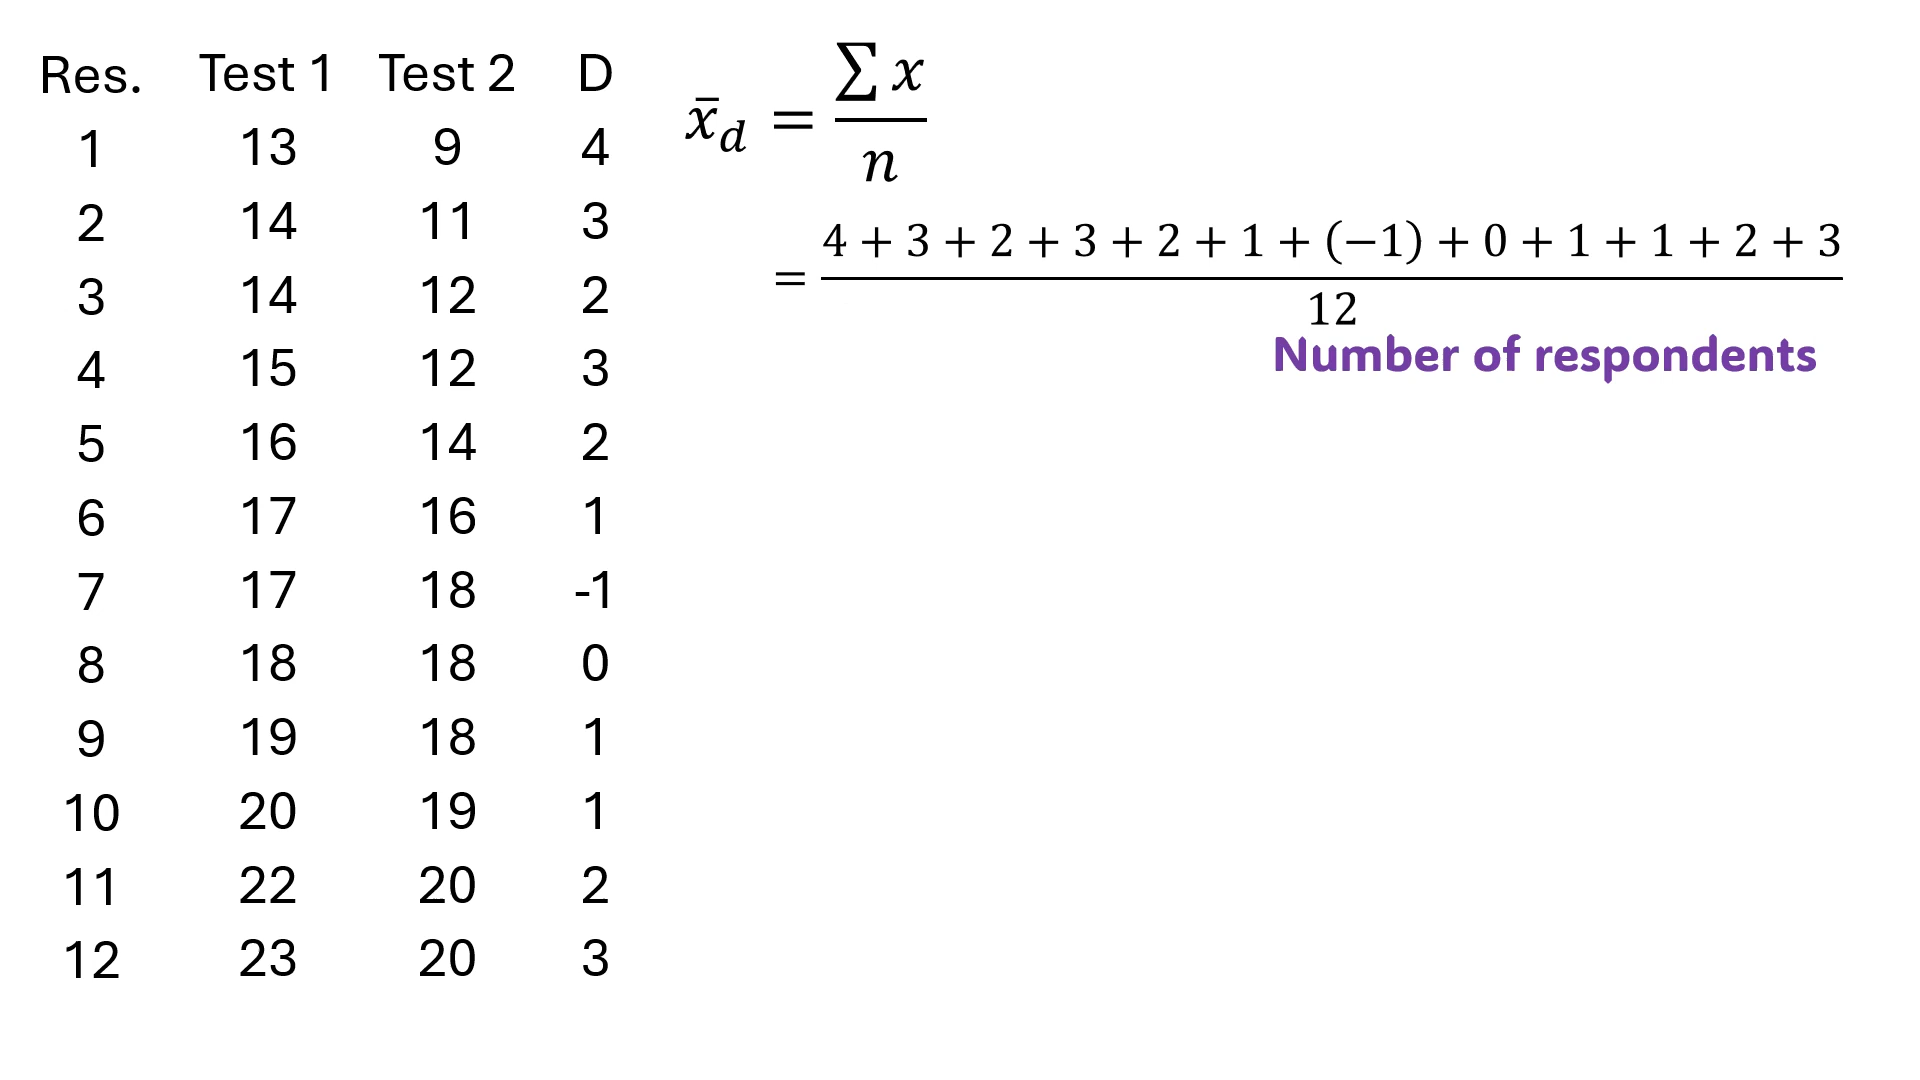 Res. Test 1 Test 2 D
1 13 9 4
2 14 11 3
3 14 12 2
4 15 12 3
5 16 14 2
6 17 16 1
7 17 18 -1
8 18 18 0
9 19 18 1
10 20 19 1
11 22 20 2
12 23 20 3
x̄_d = ∑ x / n
= 4 + 3 + 2 + 3 + 2 + 1 + (−1) + 0 + 1 + 1 + 2 + 3 / 12
Number of respondents